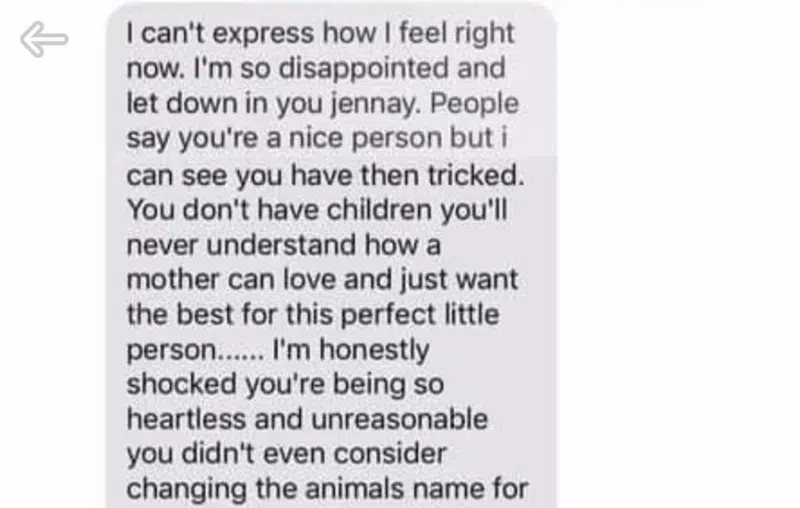 I can't express how I feel right
now. I'm so disappointed and
let down in you jennay. People
say you're a nice person but i
can see you have then tricked.
You don't have children you'll
never understand how a
mother can love and just want
the best for this perfect little
person...... I'm honestly
shocked you're being so
heartless and unreasonable
you didn't even consider
changing the animals name for